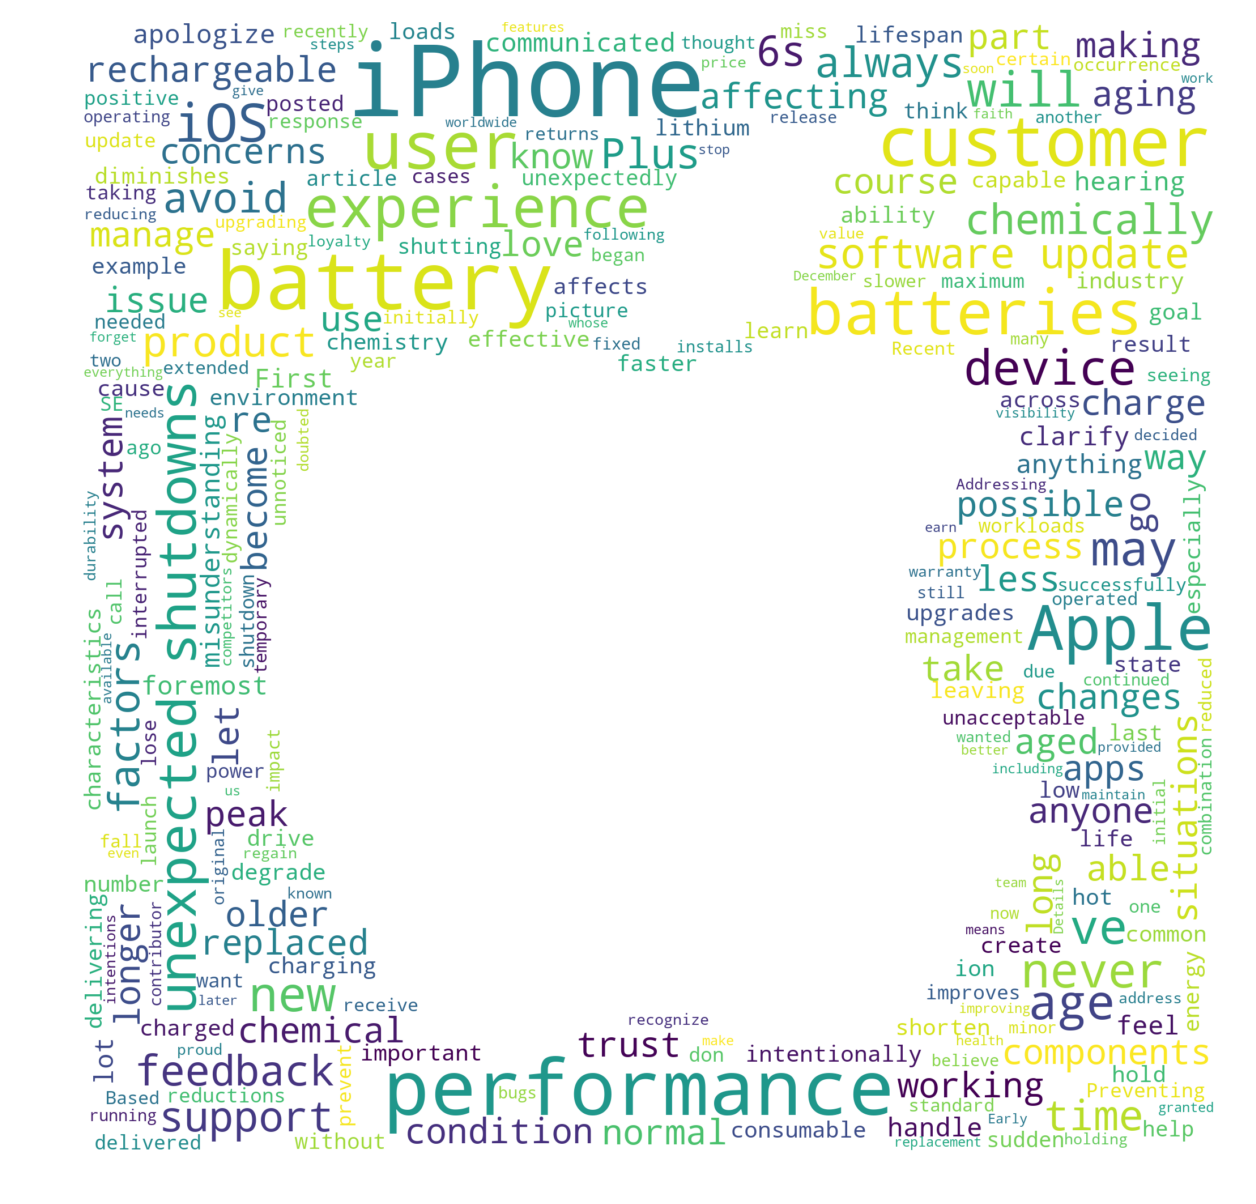 features
apologize recently loads
steps
iPhone
communicated thought 6s miss lifespan part making
price
always soon certain occurrence
rechargeable
positive iOS posted
give
affecting will aging work
operating response worldwide returns lithium release think faith another
update concerns user know Plus stop customer
diminishes article cases unexpectedly course capable hearing
taking avoid experience ability chemically
reducing upgrading
manage saying loyalty shutting love following value
began software update
example battery affects December slower maximum industry
issue picture batteries goal
needed see use initially whose
forget product chemistry effective fixed installs learn Recent many result
two year faster device seeing
everything extended First
cause environment across charge
SE needs re visibility
system ago clarify decided
unexpected shutdowns
misunderstanding
dynamically
unnoticed
doubted
become
anything way
Addressing possible go
earn workloads
especially
durability
interrupted
call
competitors
shutdown
temporary
process may
warranty less successfully
still operated
upgrades
management Apple
characteristics
available
factors
foremost
take due state
leaving continued
changes reduced
unacceptable
lose
let
power
impact
us
wanted aged last
better provided
including apps
situations
combination
low maintain
initial
peak
anyone
fall
even
launch
original
drive
regain
life
number degrade
able
long
team
known
hot
delivering
intentions
longer
contributor
older
now Details one
replaced
means ve common
create
charging
want
later new receive
ion never
energy
improves
improving age address
charged chemical recognize
shorten minor feel
lot proud important trust don make intentionally
health
believe components
feedback
prevent
performance
bugs
working hold
Based reductions Preventing
standard
running support
Early time granted
condition normal consumable handle help
delivered without replacement sudden holding